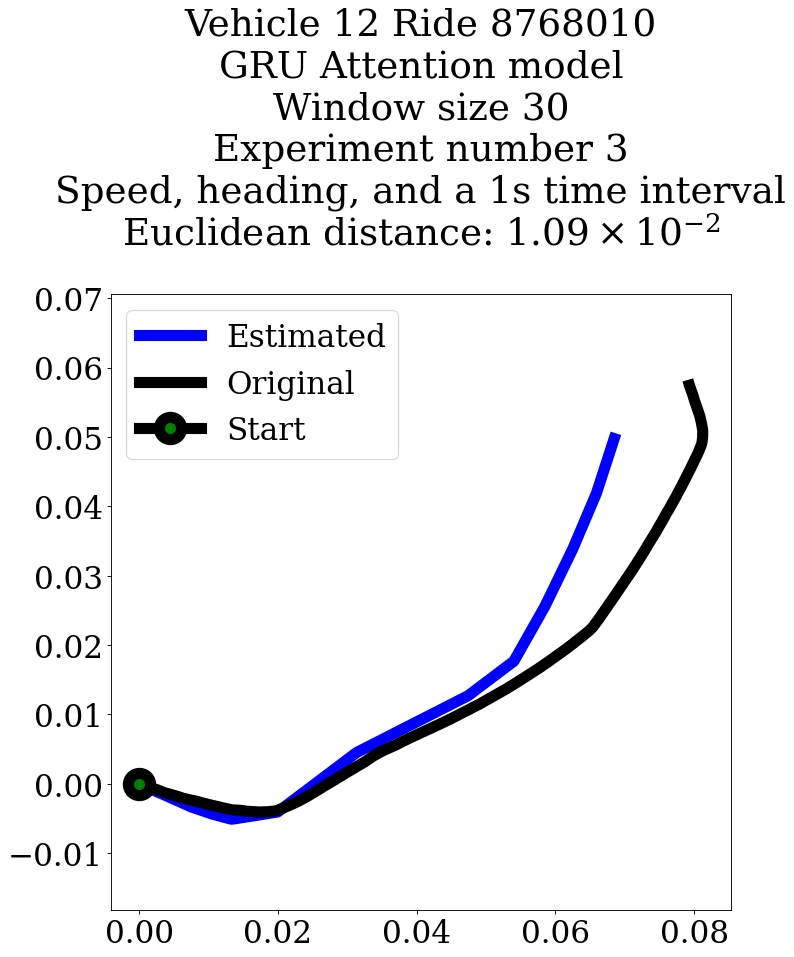 Vehicle 12 Ride 8768010
GRU Attention model
Window size 30
Experiment number 3
Speed, heading, and a 1s time interval
Euclidean distance: 1.09 × 10⁻²
0.07
0.06
0.05
0.04
0.03
0.02
0.01
0.00
−0.01
Estimated
Original
Start
0.00 0.02 0.04 0.06 0.08